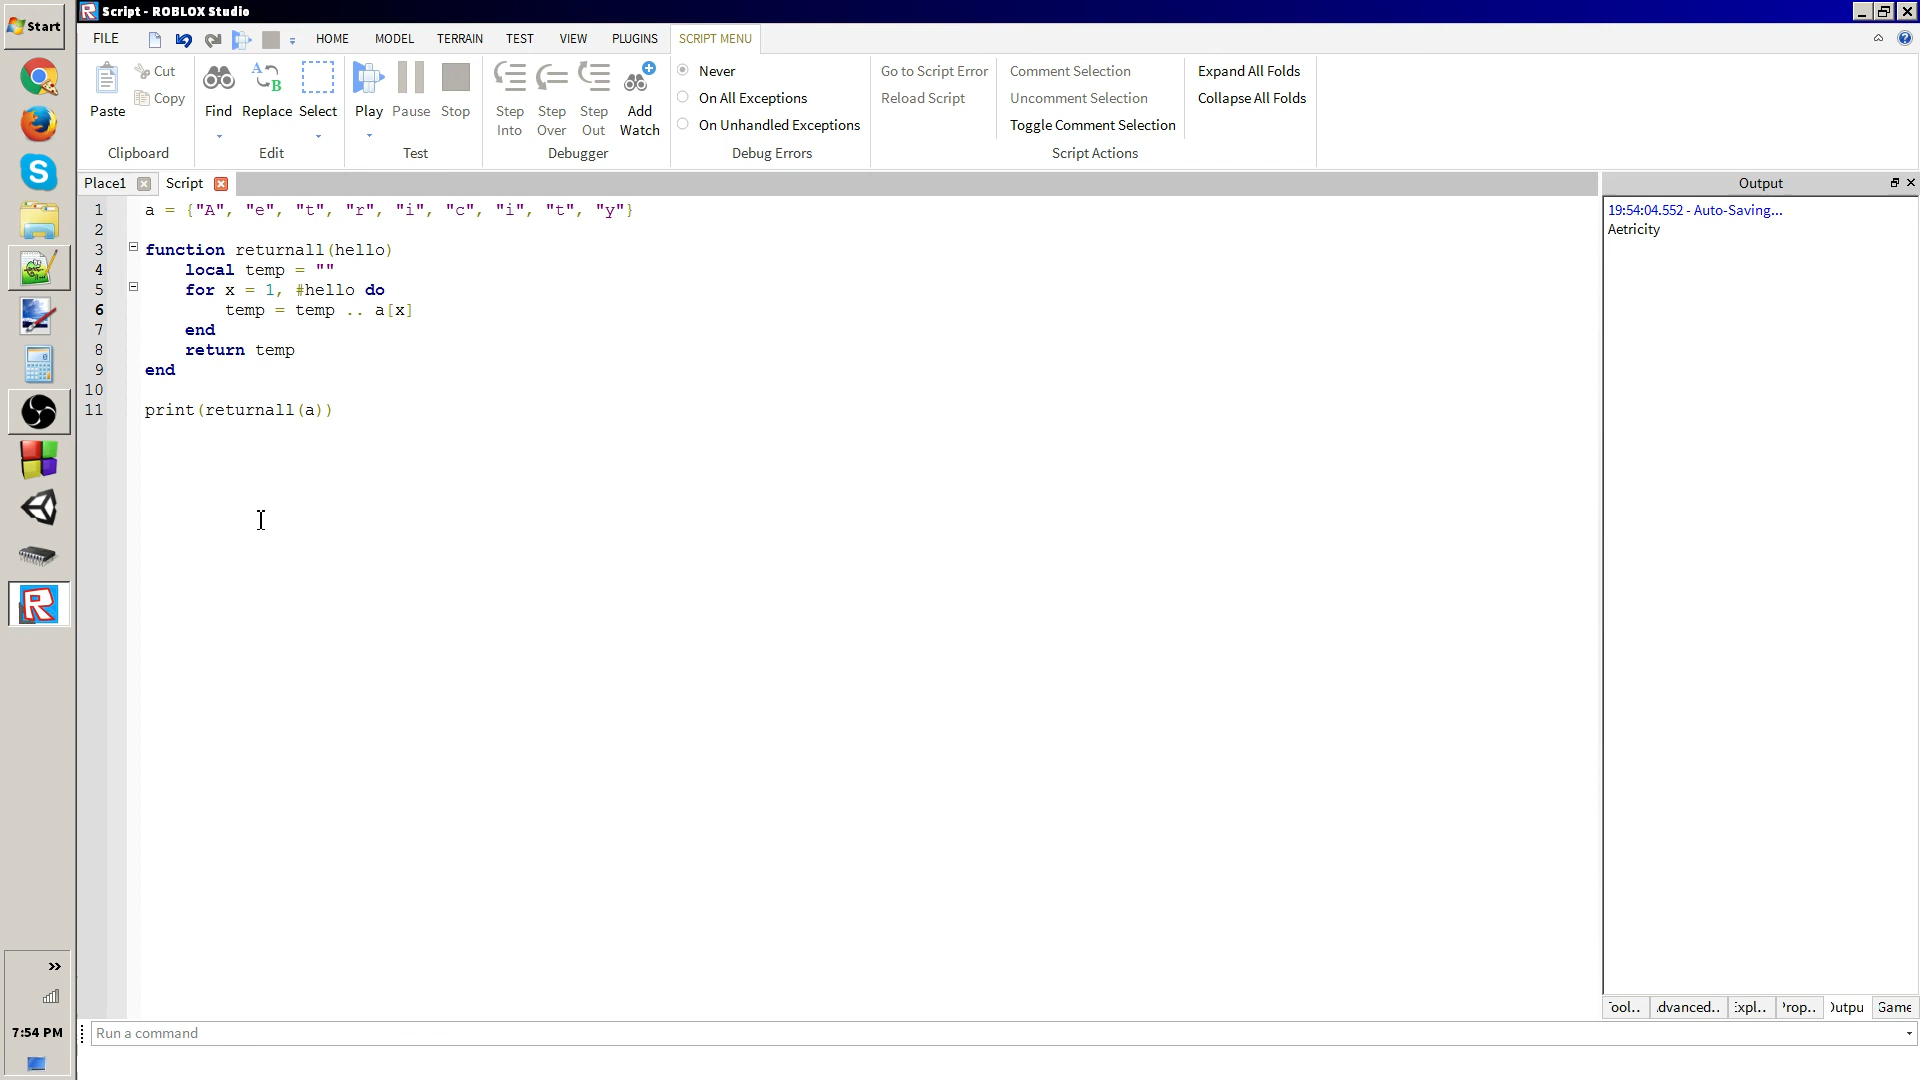 Start
Script - ROBLOX Studio
FILE
HOME
MODEL
TERRAIN
TEST
VIEW
PLUGINS
SCRIPT MENU
Paste
Cut
Copy
Clipboard
Find
Replace
Select
Edit
Play
Pause
Stop
Test
Step Into
Step Over
Step Out
Add Watch
Debugger
Never
On All Exceptions
On Unhandled Exceptions
Debug Errors
Go to Script Error
Reload Script
Comment Selection
Uncomment Selection
Toggle Comment Selection
Script Actions
Expand All Folds
Collapse All Folds
Place1
Script
Output
1 a = {"A", "e", "t", "r", "i", "c", "i", "t", "y"}
2
3 function returnall(hello)
4 local temp = ""
5 for x = 1, #hello do
6 temp = temp .. a[x]
7 end
8 return temp
9 end
10
11 print(returnall(a))
19:54:04.552 - Auto-Saving...
Aetricity
ool..
dvanced..
xpl..
rop..
utpu
Game
Run a command
7:54 PM